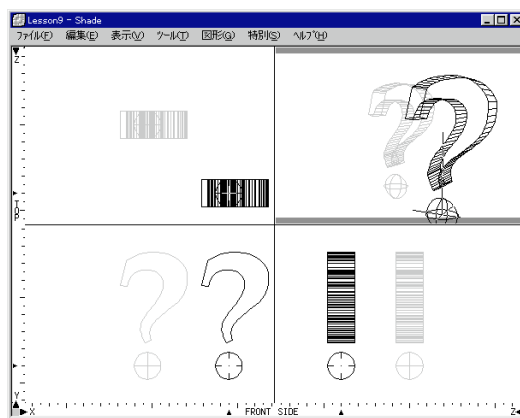 Lesson9 - Shade
ファイル(F) 編集(E) 表示(V) ツール(T) 図形(G) 特別(S) ヘルプ(H)
Z
TOP
Y
X FRONT SIDE Z